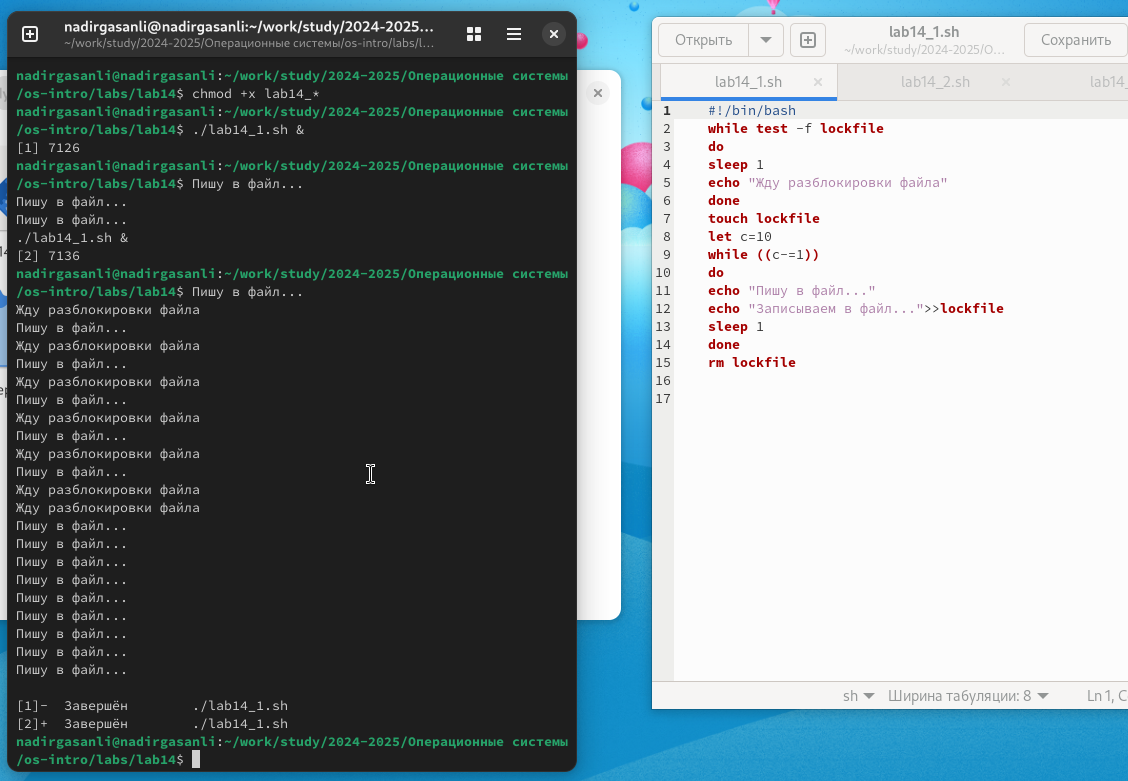 nadirgasanli@nadirgasanli:~/work/study/2024-2025...
~/work/study/2024-2025/Операционные системы/os-intro/labs/l...
nadirgasanli@nadirgasanli:~/work/study/2024-2025/Операционные системы
/os-intro/labs/lab14$ chmod +x lab14_*
nadirgasanli@nadirgasanli:~/work/study/2024-2025/Операционные системы
/os-intro/labs/lab14$ ./lab14_1.sh &
[1] 7126
nadirgasanli@nadirgasanli:~/work/study/2024-2025/Операционные системы
/os-intro/labs/lab14$ Пишу в файл...
Пишу в файл...
Пишу в файл...
./lab14_1.sh &
[2] 7136
nadirgasanli@nadirgasanli:~/work/study/2024-2025/Операционные системы
/os-intro/labs/lab14$ Пишу в файл...
Жду разблокировки файла
Пишу в файл...
Жду разблокировки файла
Пишу в файл...
Жду разблокировки файла
Пишу в файл...
Жду разблокировки файла
Пишу в файл...
Жду разблокировки файла
Пишу в файл...
Жду разблокировки файла
Жду разблокировки файла
Пишу в файл...
Пишу в файл...
Пишу в файл...
Пишу в файл...
Пишу в файл...
Пишу в файл...
Пишу в файл...
Пишу в файл...
Пишу в файл...
[1]- Завершён ./lab14_1.sh
[2]+ Завершён ./lab14_1.sh
nadirgasanli@nadirgasanli:~/work/study/2024-2025/Операционные системы
/os-intro/labs/lab14$
Открыть
lab14_1.sh
~/work/study/2024-2025/О...
Сохранить
lab14_1.sh
lab14_2.sh
lab14_
1 #!/bin/bash
2 while test -f lockfile
3 do
4 sleep 1
5 echo "Жду разблокировки файла"
6 done
7 touch lockfile
8 let c=10
9 while ((c-=1))
10 do
11 echo "Пишу в файл..."
12 echo "Записываем в файл...">>lockfile
13 sleep 1
14 done
15 rm lockfile
16
17
sh
Ширина табуляции: 8
Ln 1, C